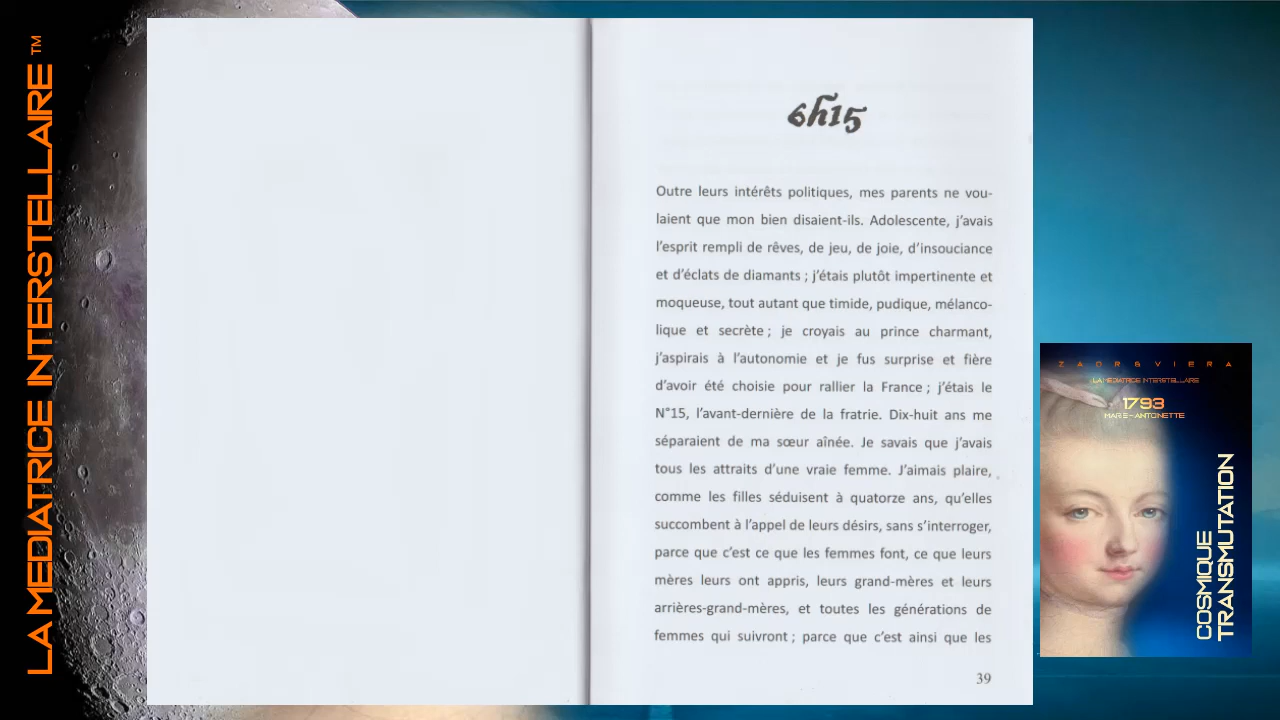 LA MEDIATRICE INTERSTELLAIRE ™
6h15
Outre leurs intérêts politiques, mes parents ne vou-
laient que mon bien disaient-ils. Adolescente, j’avais
l’esprit rempli de rêves, de jeu, de joie, d’insouciance
et d’éclats de diamants ; j’étais plutôt impertinente et
moqueuse, tout autant que timide, pudique, mélanco-
lique et secrète ; je croyais au prince charmant,
j’aspirais à l’autonomie et je fus surprise et fière
d’avoir été choisie pour rallier la France ; j’étais le
N°15, l’avant-dernière de la fratrie. Dix-huit ans me
séparaient de ma sœur aînée. Je savais que j’avais
tous les attraits d’une vraie femme. J’aimais plaire,
comme les filles séduisent à quatorze ans, qu’elles
succombent à l’appel de leurs désirs, sans s’interroger,
parce que c’est ce que les femmes font, ce que leurs
mères leurs ont appris, leurs grand-mères et leurs
arrières-grand-mères, et toutes les générations de
femmes qui suivront ; parce que c’est ainsi que les
39
ZAOR&VIERA
LA MEDIATRICE INTERSTELLAIRE
1793
MARIE-ANTOINETTE
COSMIQUE
TRANSMUTATION